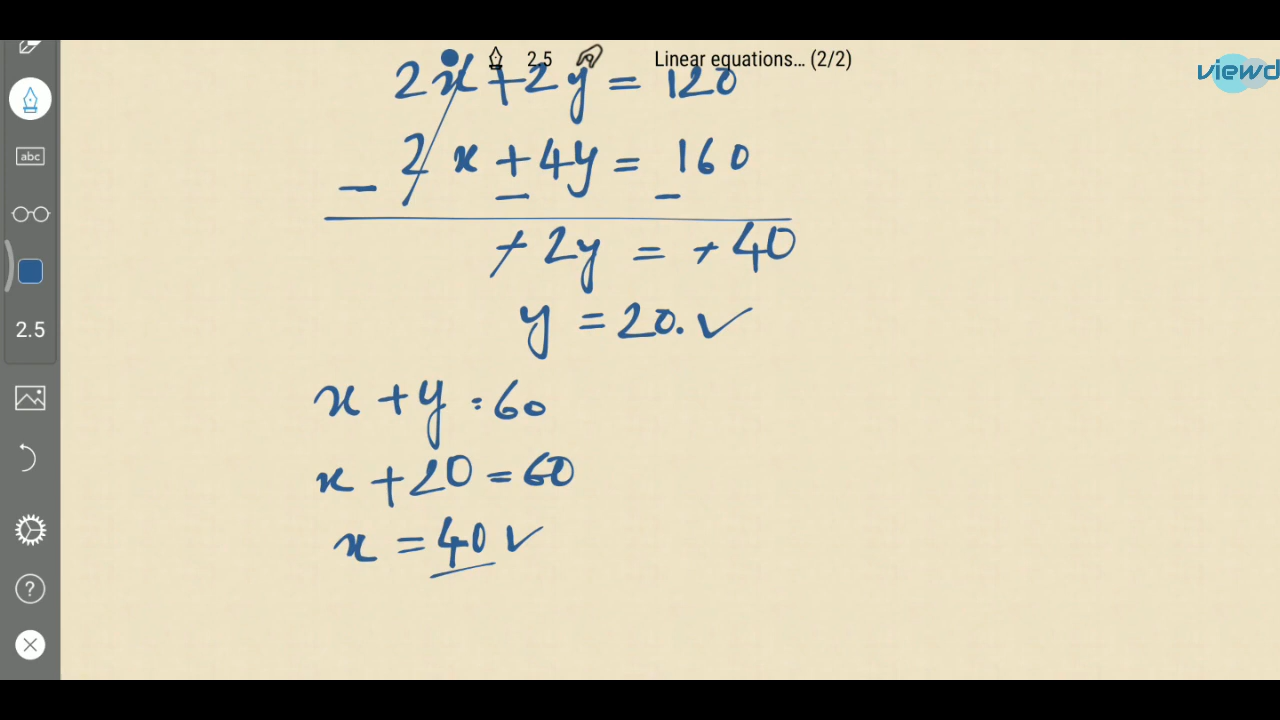 2.5 Linear equations... (2/2)
viewd
2x + 2y = 120
2x + 4y = 160
− − −
+2y = +40
y = 20. ✓
x + y = 60
x + 20 = 60
x = 40 ✓
abc
2.5
?